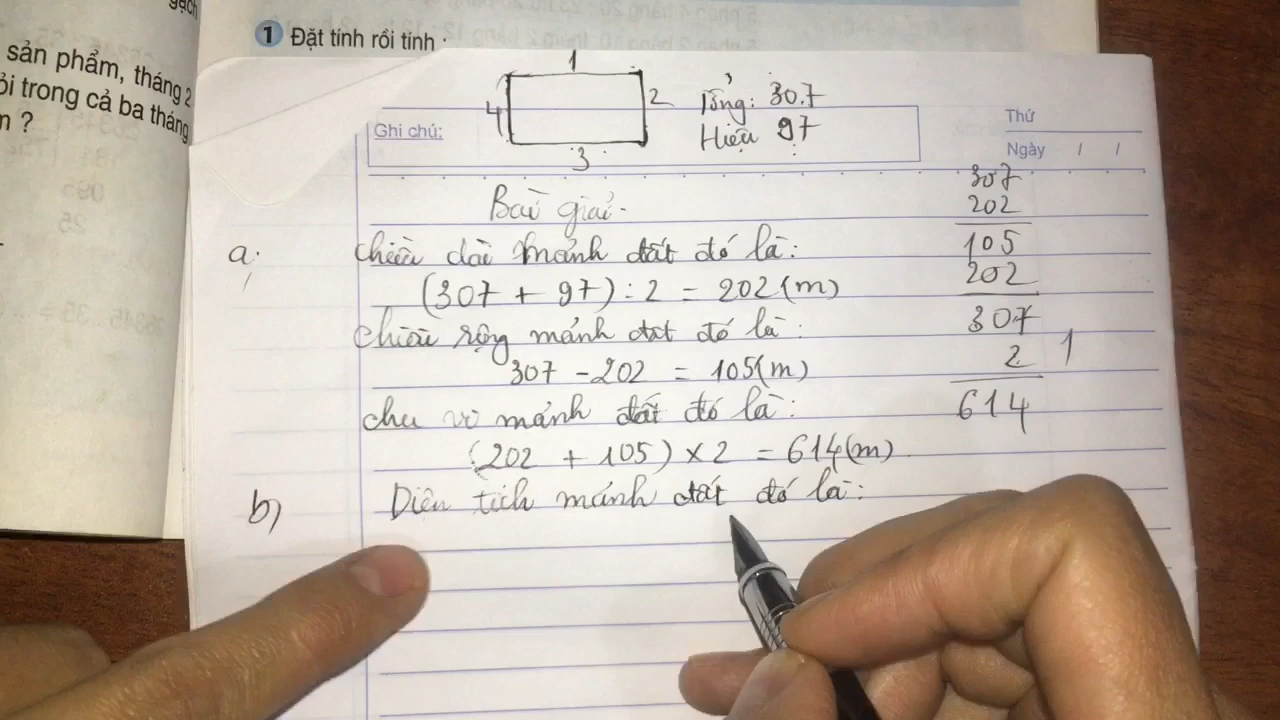 gạch
sản phẩm, tháng 2
ỏi trong cả ba tháng
m ?
1 Đặt tính rồi tính :
1
4 2
3
Tổng: 307
Hiệu 97
Ghi chú:
Thứ
Ngày / /
Bài giải.
a; chiều dài mảnh đất đó là:
(307 + 97) : 2 = 202(m)
chiều rộng mảnh đất đó là:
307 - 202 = 105(m)
chu vi mảnh đất đó là:
(202 + 105) × 2 = 614(m)
b) Diện tích mảnh đất đó là:
307
202
105
202
307
2 1
614